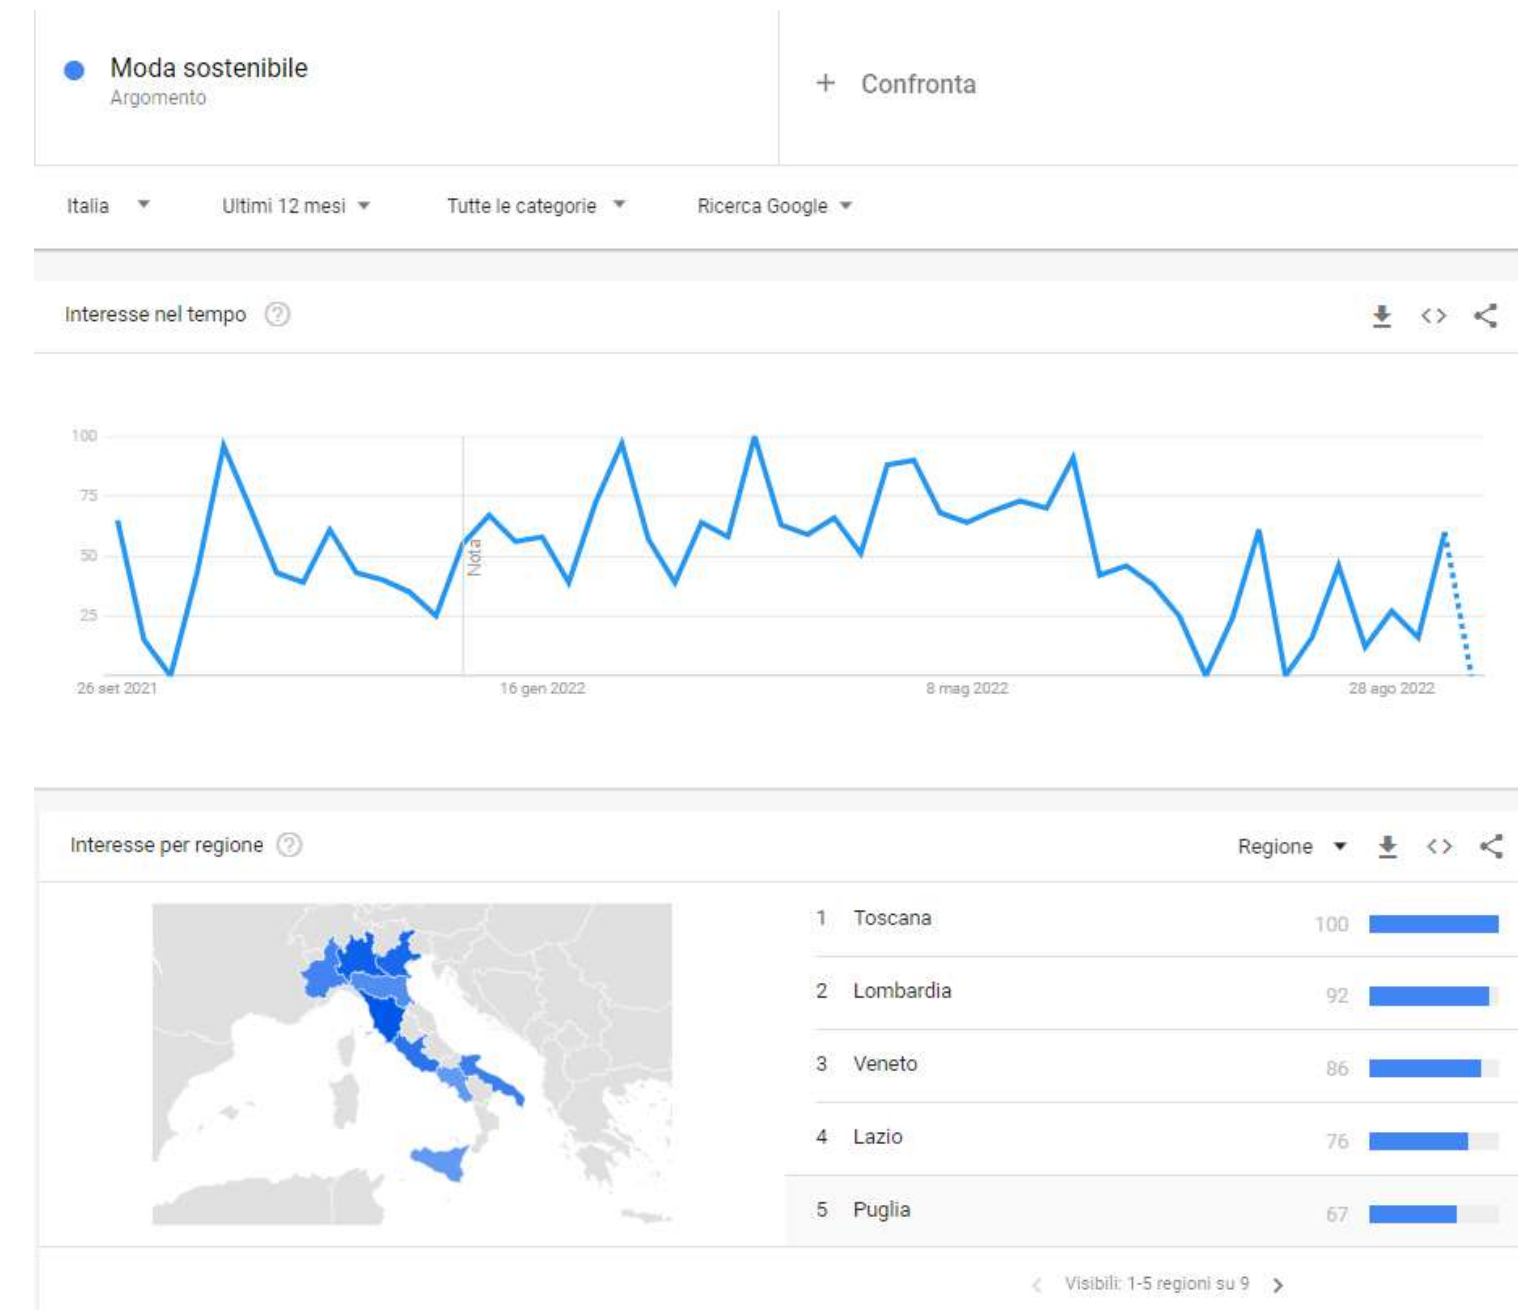 Moda sostenibile
Argomento
+ Confronta
Italia
Ultimi 12 mesi
Tutte le categorie
Ricerca Google
Interesse nel tempo ?
100
75
50
25
Nota
26 set 2021
16 gen 2022
8 mag 2022
28 ago 2022
Interesse per regione ?
Regione
1 Toscana 100
2 Lombardia 92
3 Veneto 86
4 Lazio 76
5 Puglia 67
Visibili: 1-5 regioni su 9